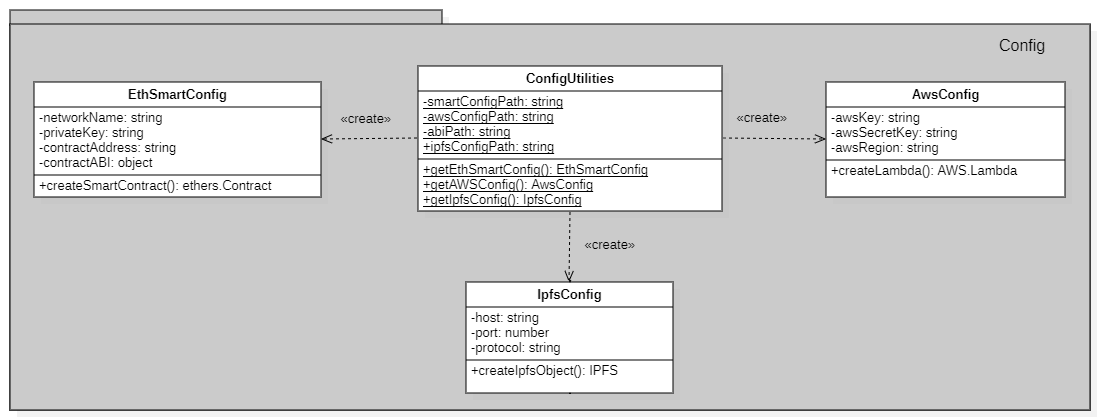 Config
EthSmartConfig
-networkName: string
-privateKey: string
-contractAddress: string
-contractABI: object
+createSmartContract(): ethers.Contract
«create»
ConfigUtilities
-smartConfigPath: string
-awsConfigPath: string
-abiPath: string
+ipfsConfigPath: string
+getEthSmartConfig(): EthSmartConfig
+getAWSConfig(): AwsConfig
+getIpfsConfig(): IpfsConfig
«create»
AwsConfig
-awsKey: string
-awsSecretKey: string
-awsRegion: string
+createLambda(): AWS.Lambda
«create»
IpfsConfig
-host: string
-port: number
-protocol: string
+createIpfsObject(): IPFS